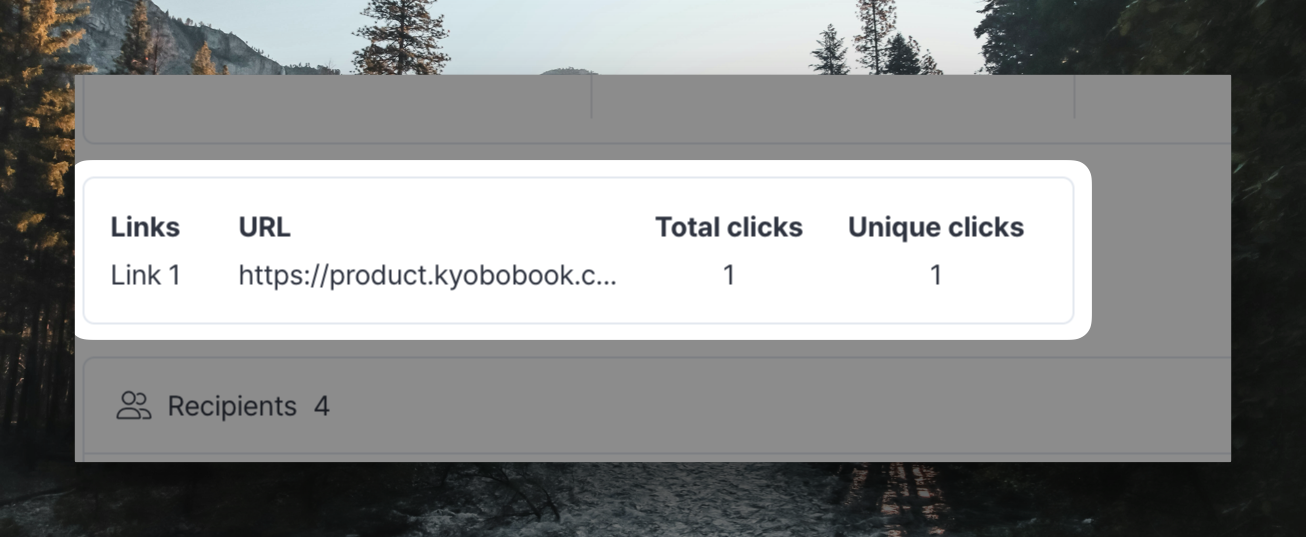 Links URL Total clicks Unique clicks
Link 1 https://product.kyobobook.c... 1 1
Recipients 4